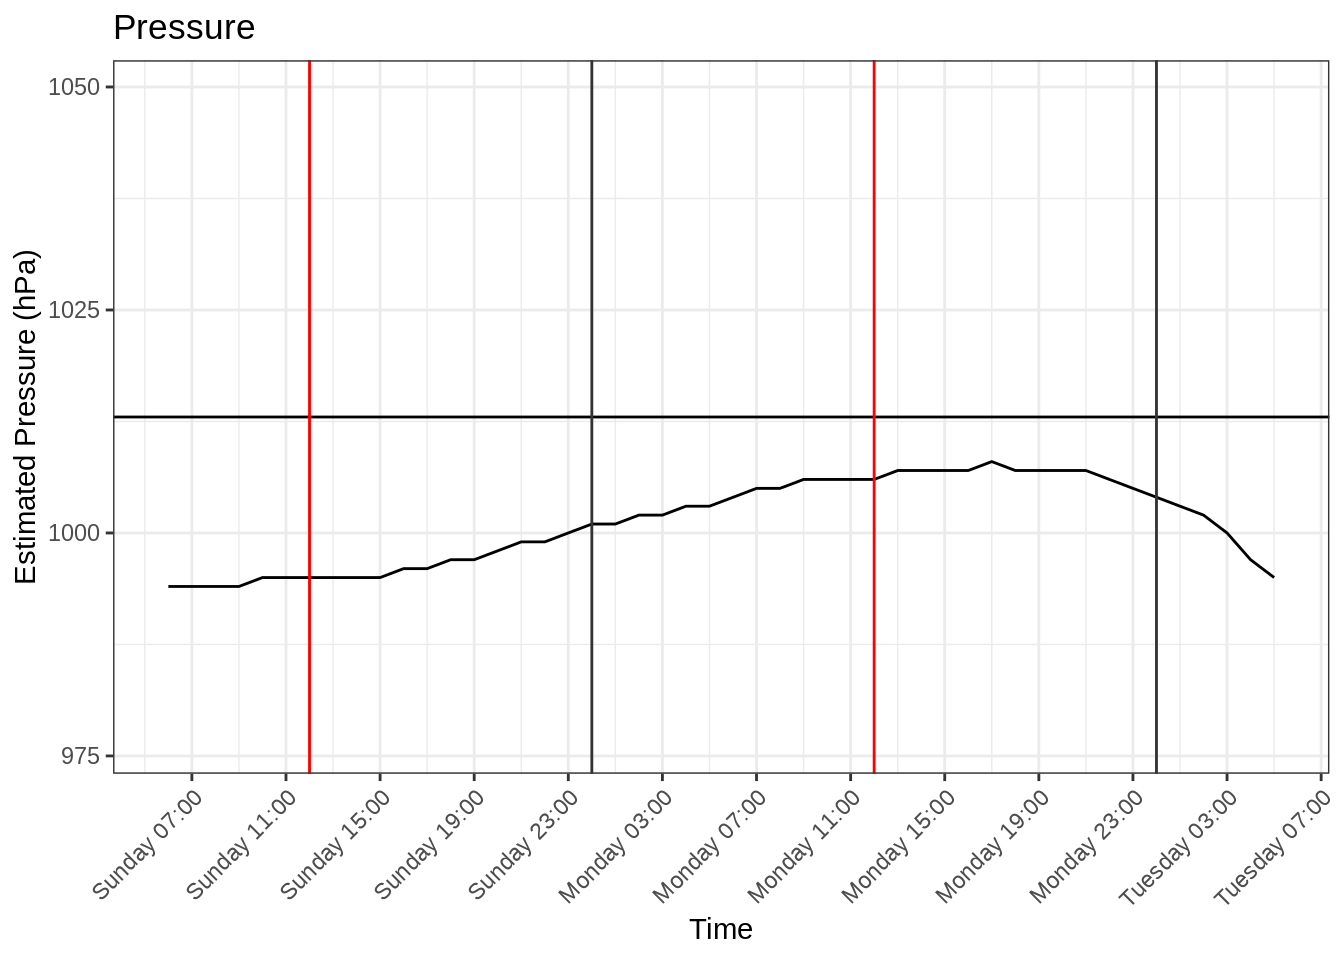 Pressure
Estimated Pressure (hPa)
1050
1025
1000
975
Sunday 07:00
Sunday 11:00
Sunday 15:00
Sunday 19:00
Sunday 23:00
Monday 03:00
Monday 07:00
Monday 11:00
Monday 15:00
Monday 19:00
Monday 23:00
Tuesday 03:00
Tuesday 07:00
Time